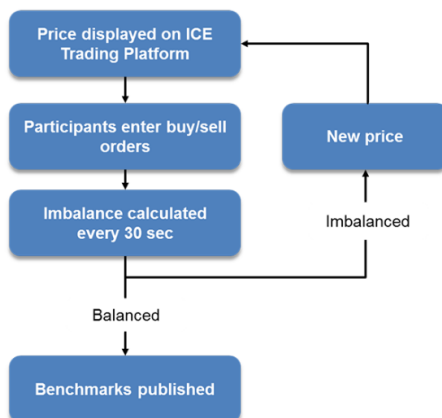 Price displayed on ICE
Trading Platform
Participants enter buy/sell
orders
New price
Imbalance calculated
every 30 sec
Imbalanced
Balanced
Benchmarks published